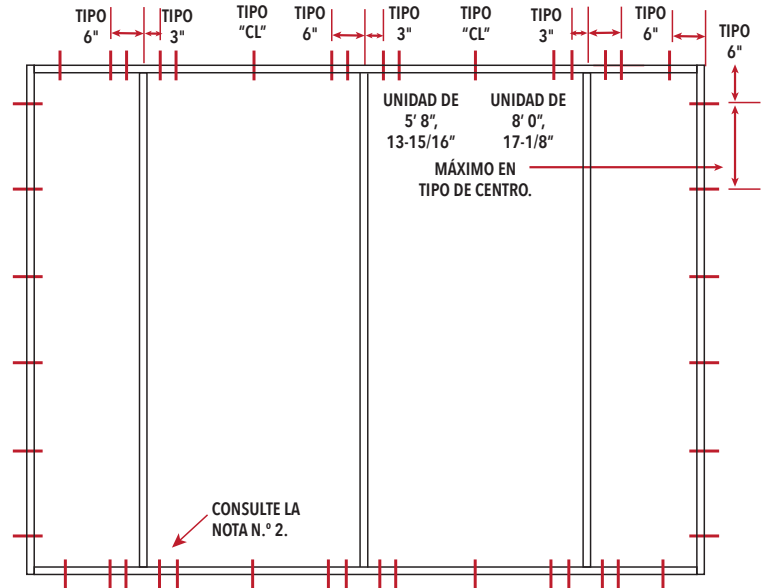 TIPO
6"
TIPO
3"
TIPO
"CL"
TIPO
6"
TIPO
3"
TIPO
"CL"
TIPO
3"
TIPO
6"
TIPO
6"
UNIDAD DE
5' 8",
13-15/16"
UNIDAD DE
8' 0",
17-1/8"
MÁXIMO EN
TIPO DE CENTRO.
CONSULTE LA
NOTA N.º 2.